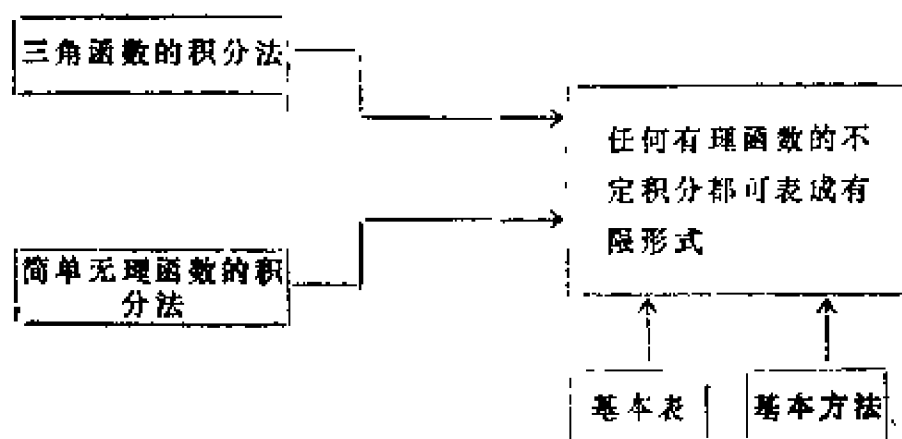 三角函数的积分法
任何有理函数的不
定积分都可表成有
限形式
简单无理函数的积
分法
基本表
基本方法